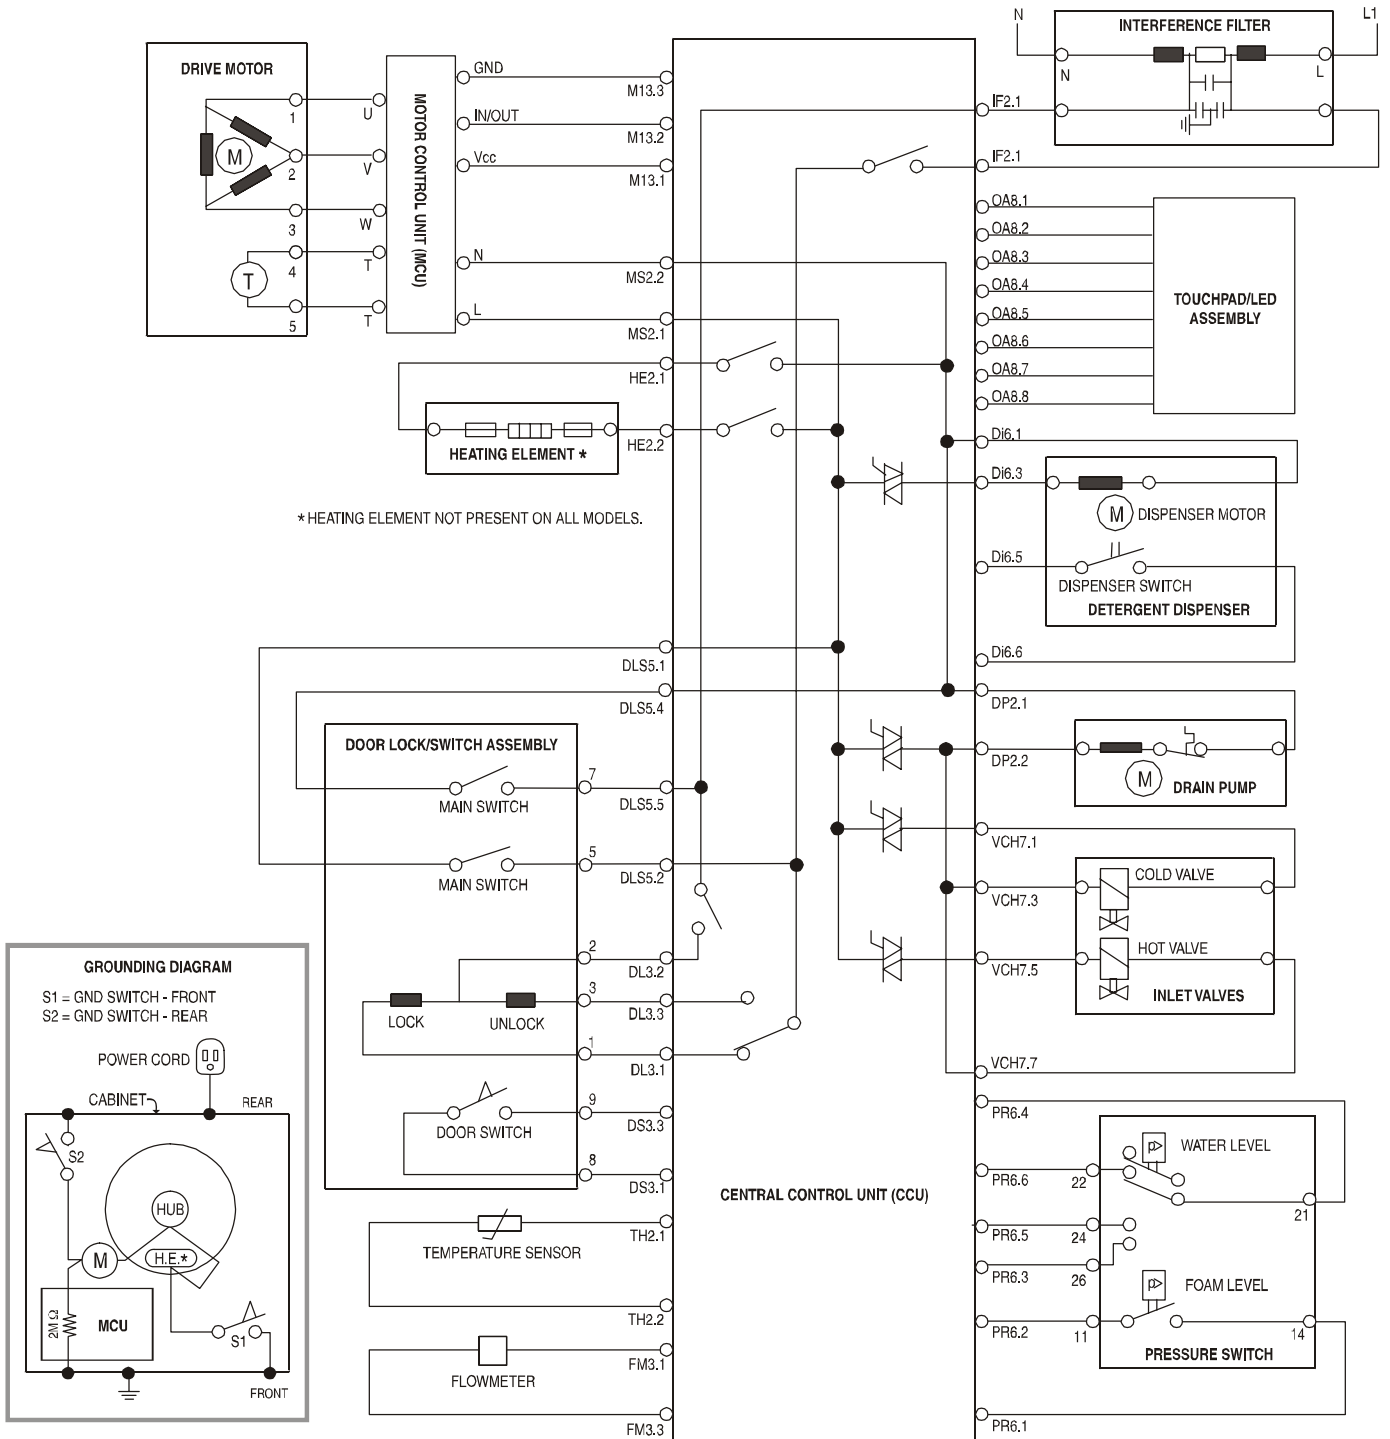 N
INTERFERENCE FILTER
L1
N
L
DRIVE MOTOR
M
T
1
2
3
4
5
U
V
W
T
T
MOTOR CONTROL UNIT (MCU)
GND
IN/OUT
Vcc
N
L
M13.3
M13.2
M13.1
MS2.2
MS2.1
HE2.1
HE2.2
HEATING ELEMENT *
* HEATING ELEMENT NOT PRESENT ON ALL MODELS.
IF2.1
IF2.1
OA8.1
OA8.2
OA8.3
OA8.4
OA8.5
OA8.6
OA8.7
OA8.8
TOUCHPAD/LED
ASSEMBLY
Di6.1
Di6.3
M
DISPENSER MOTOR
Di6.5
DISPENSER SWITCH
DETERGENT DISPENSER
Di6.6
DLS5.1
DLS5.4
DP2.1
DP2.2
M
DRAIN PUMP
DOOR LOCK/SWITCH ASSEMBLY
MAIN SWITCH
7
DLS5.5
MAIN SWITCH
5
DLS5.2
2
DL3.2
LOCK
UNLOCK
3
DL3.3
1
DL3.1
DOOR SWITCH
9
DS3.3
8
DS3.1
VCH7.1
COLD VALVE
VCH7.3
HOT VALVE
VCH7.5
INLET VALVES
VCH7.7
CENTRAL CONTROL UNIT (CCU)
TEMPERATURE SENSOR
TH2.1
TH2.2
FLOWMETER
FM3.1
FM3.3
PR6.4
P
WATER LEVEL
PR6.6
22
21
PR6.5
24
PR6.3
26
P
FOAM LEVEL
PR6.2
11
14
PRESSURE SWITCH
PR6.1
GROUNDING DIAGRAM
S1 = GND SWITCH - FRONT
S2 = GND SWITCH - REAR
POWER CORD
CABINET
REAR
S2
HUB
H.E.*
M
2M Ω
MCU
S1
FRONT